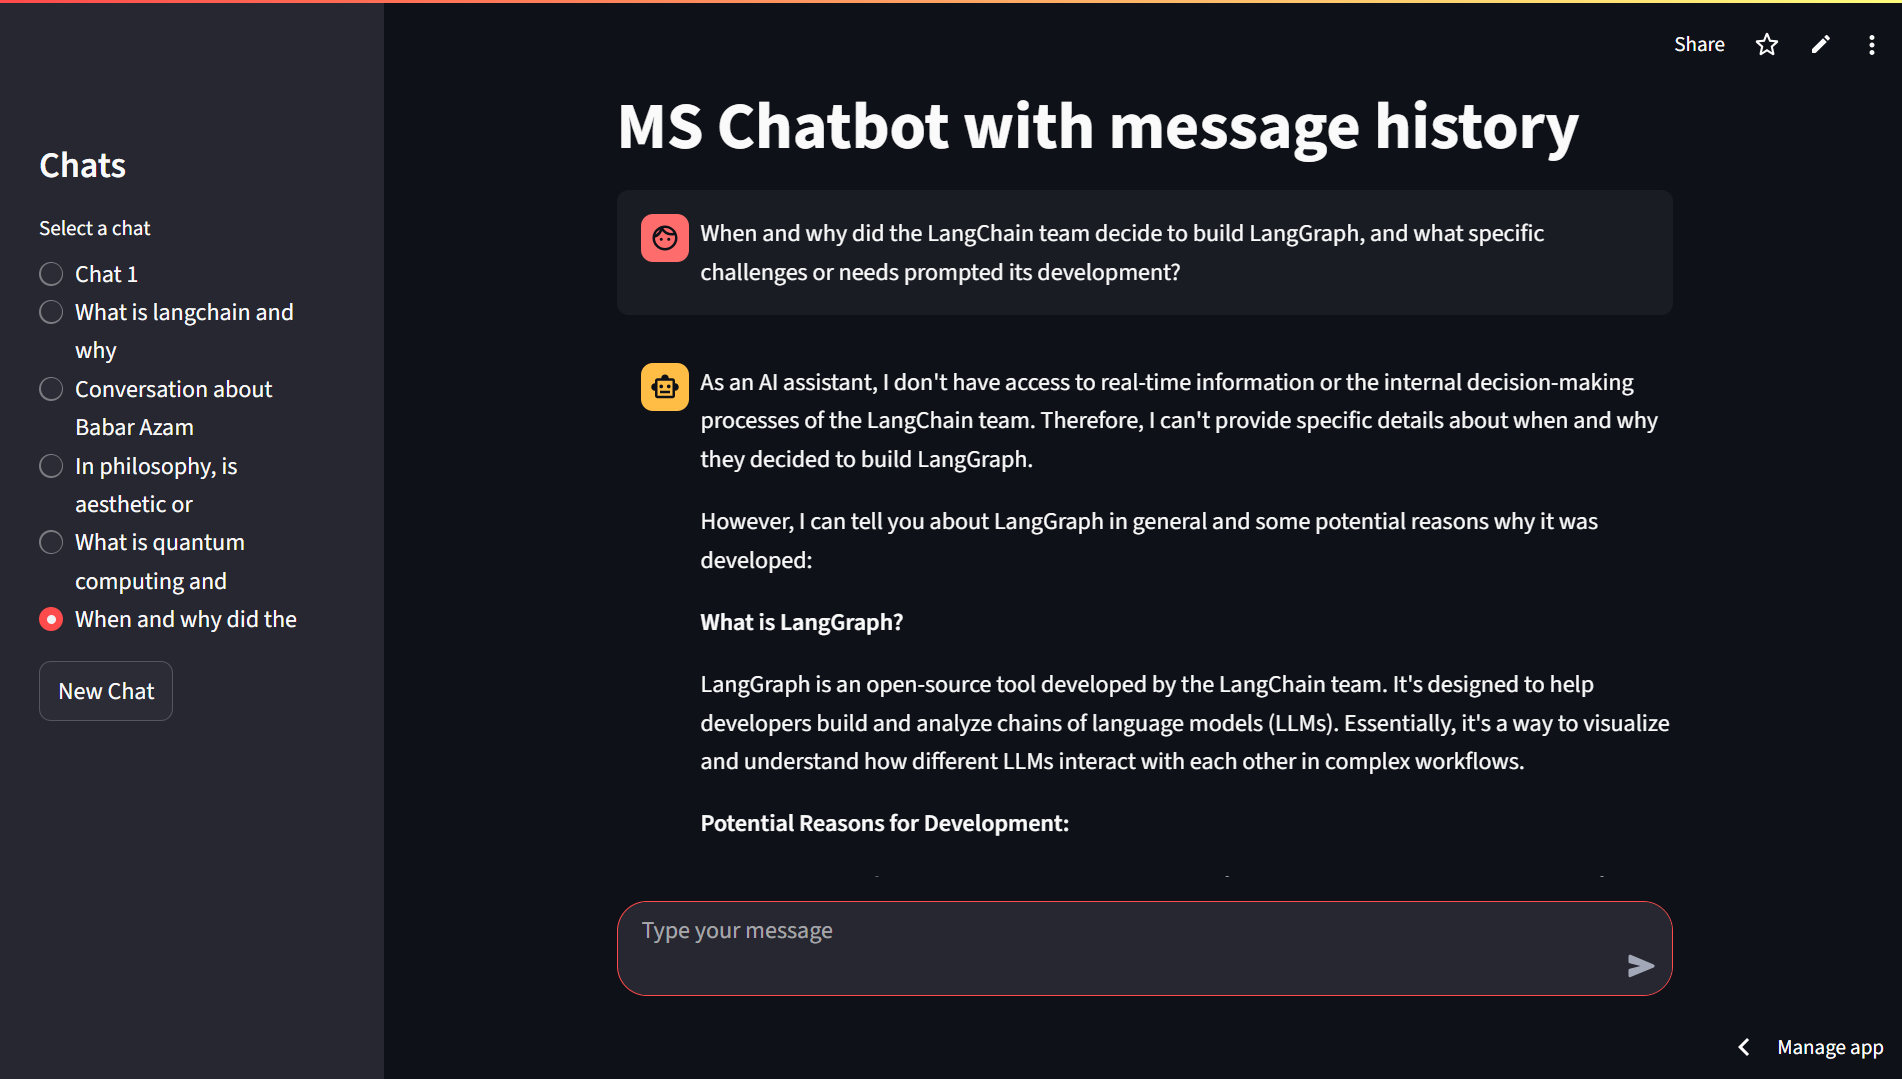 Share
Chats
Select a chat
Chat 1
What is langchain and
why
Conversation about
Babar Azam
In philosophy, is
aesthetic or
What is quantum
computing and
When and why did the
New Chat
MS Chatbot with message history
When and why did the LangChain team decide to build LangGraph, and what specific
challenges or needs prompted its development?
As an AI assistant, I don't have access to real-time information or the internal decision-making
processes of the LangChain team. Therefore, I can't provide specific details about when and why
they decided to build LangGraph.
However, I can tell you about LangGraph in general and some potential reasons why it was
developed:
What is LangGraph?
LangGraph is an open-source tool developed by the LangChain team. It's designed to help
developers build and analyze chains of language models (LLMs). Essentially, it's a way to visualize
and understand how different LLMs interact with each other in complex workflows.
Potential Reasons for Development:
Type your message
Manage app